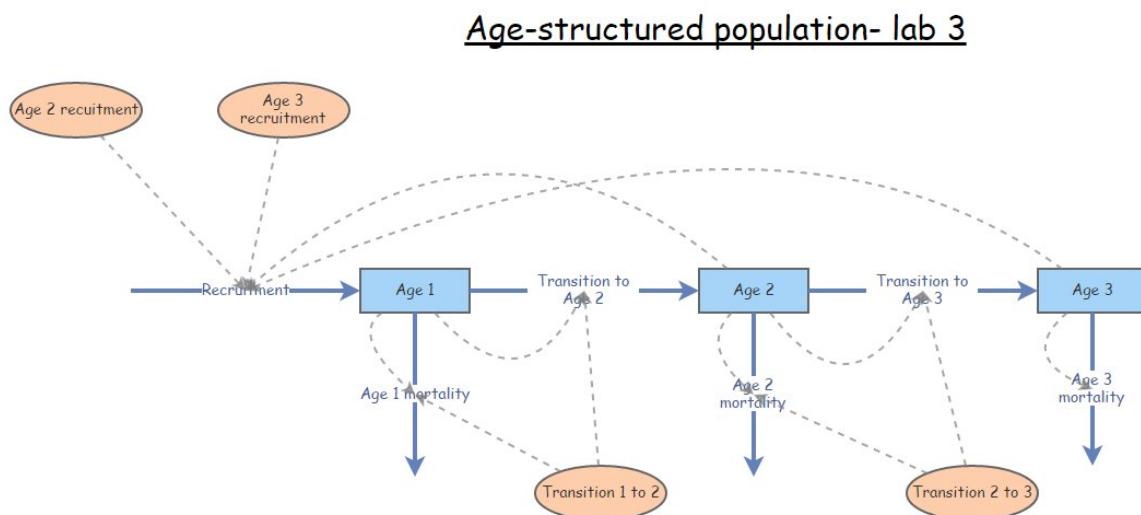 Age-structured population- lab 3
Age 2 recuitment
Age 3
recruitment
Recruitment
Age 1
Transition to
Age 2
Age 2
Transition to
Age 3
Age 3
Age 1 mortality
Age 2
mortality
Age 3
mortality
Transition 1 to 2
Transition 2 to 3